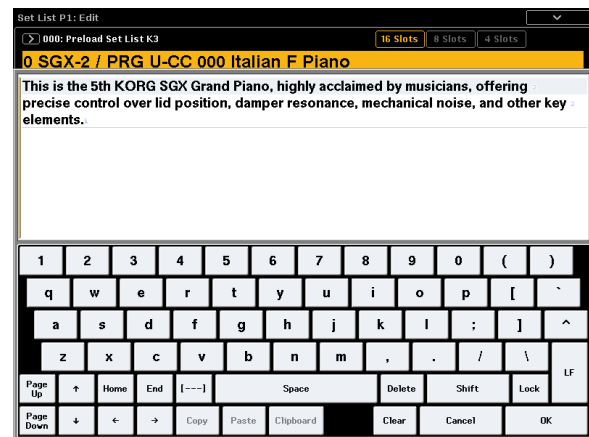 Set List P1: Edit
000: Preload Set List K3 16 Slots 8 Slots 4 Slots
0 SGX-2 / PRG U-CC 000 Italian F Piano
This is the 5th KORG SGX Grand Piano, highly acclaimed by musicians, offering
precise control over lid position, damper resonance, mechanical noise, and other key
elements.
1 2 3 4 5 6 7 8 9 0 ( )
q w e r t y u i o p [ `
a s d f g h j k l ; ] ^
z x c v b n m , . / \ LF
Page Up ↑ Home End [---] Space Delete Shift Lock
Page Down ↓ ← → Copy Paste Clipboard Clear Cancel OK